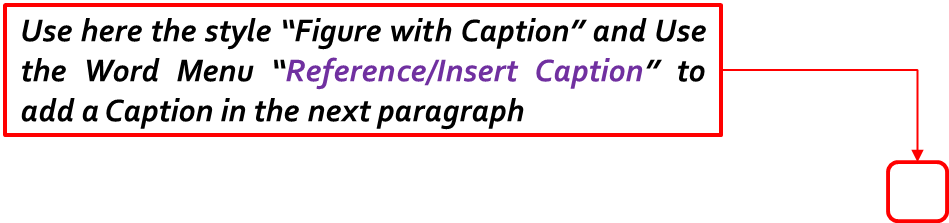 Use here the style “Figure with Caption” and Use
the Word Menu “Reference/Insert Caption” to
add a Caption in the next paragraph